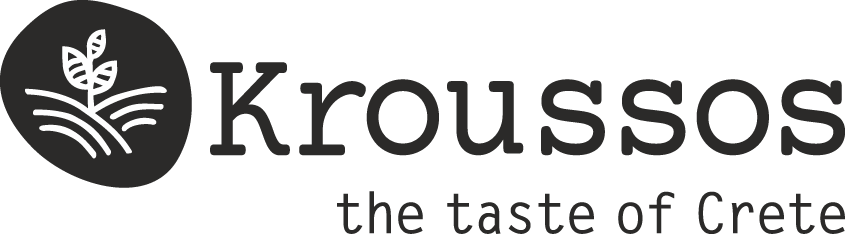 Kroussos
the taste of Crete